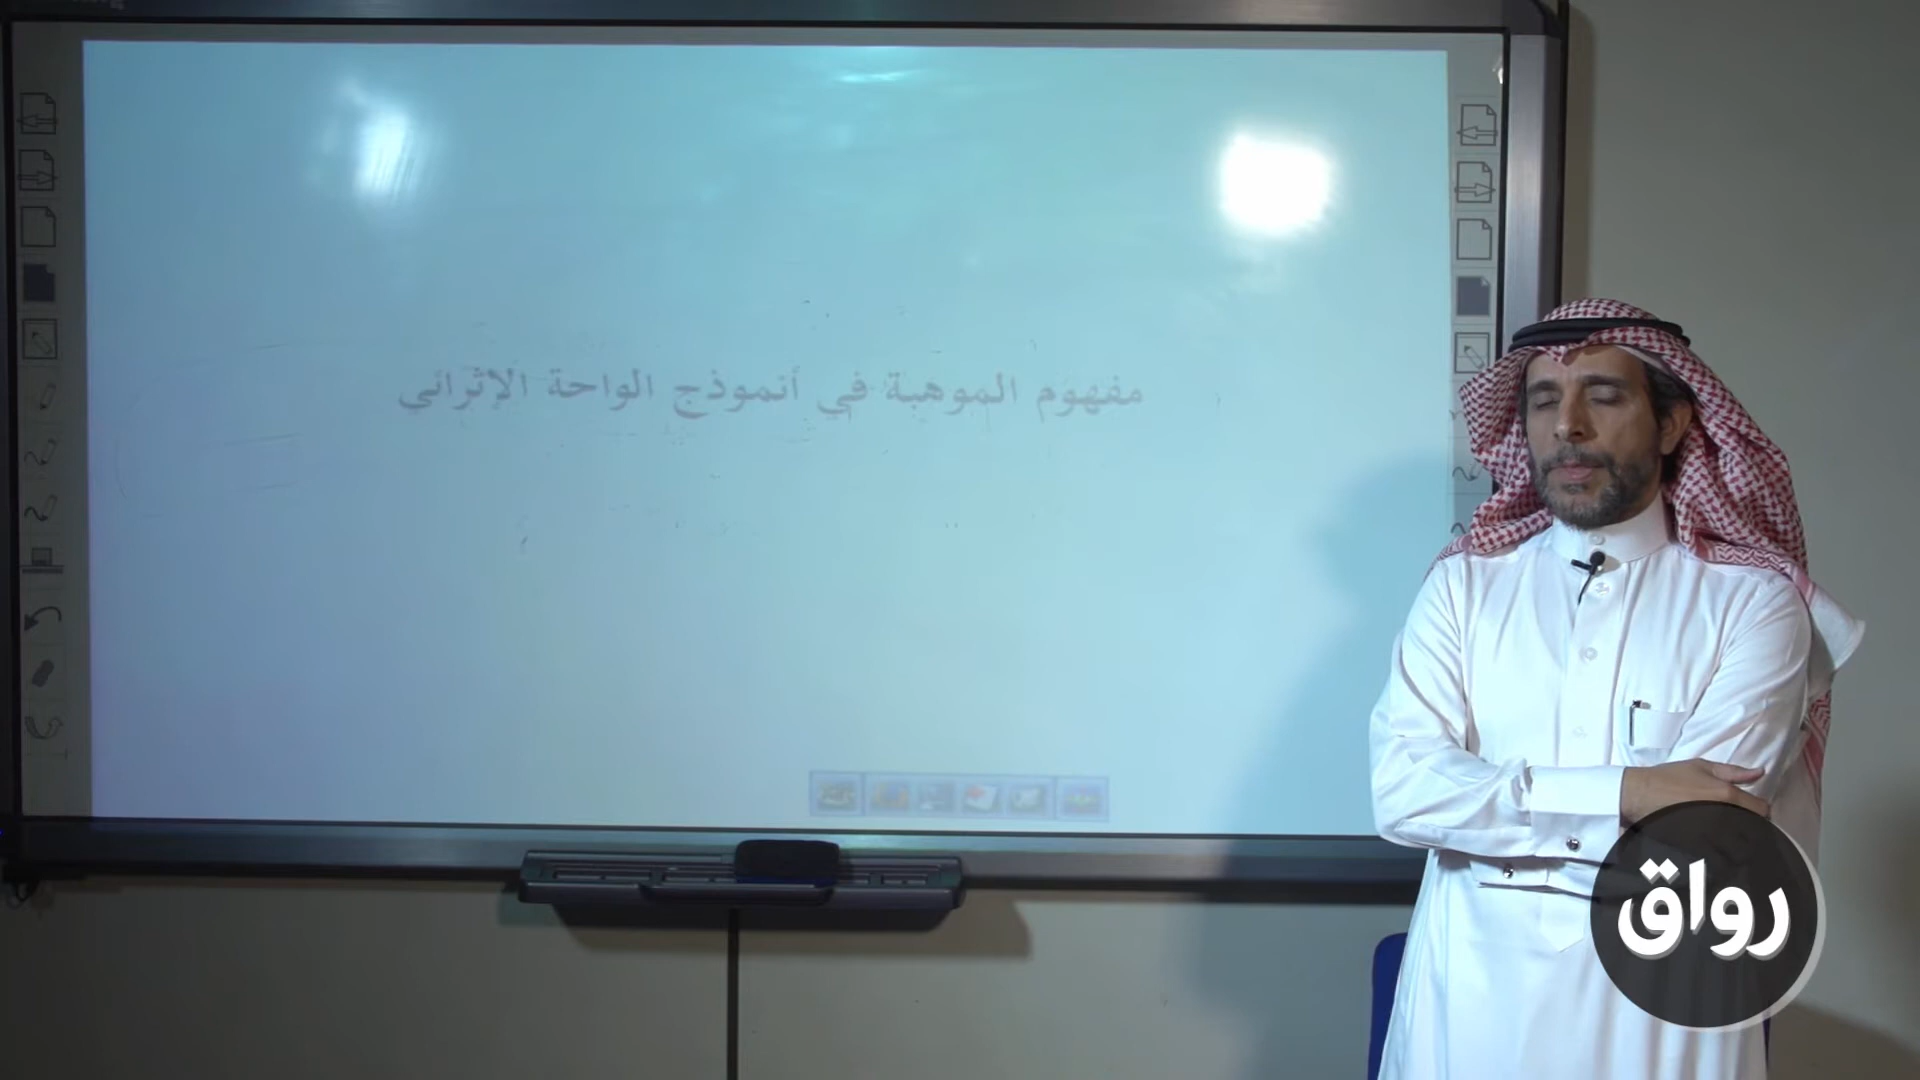 مفهوم الموهبة في أنموذج الواحة الإثرائي
رواق